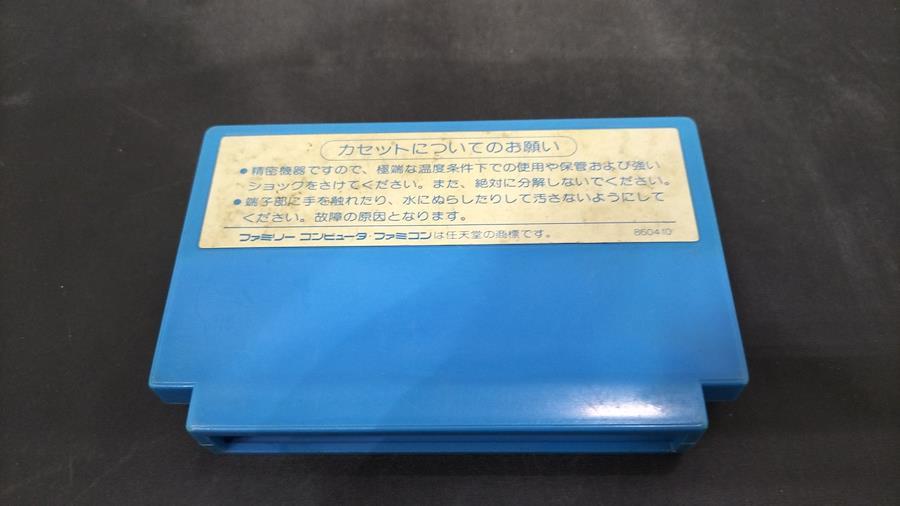 カセットについてのお願い
●精密機器ですので、極端な温度条件下での使用や保管および強い
ショックをさけてください。また、絶対に分解しないでください。
●端子部に手を触れたり、水にぬらしたりして汚さないようにして
ください。故障の原因となります。
ファミリー コンピュータ・ファミコンは任天堂の商標です。 860410